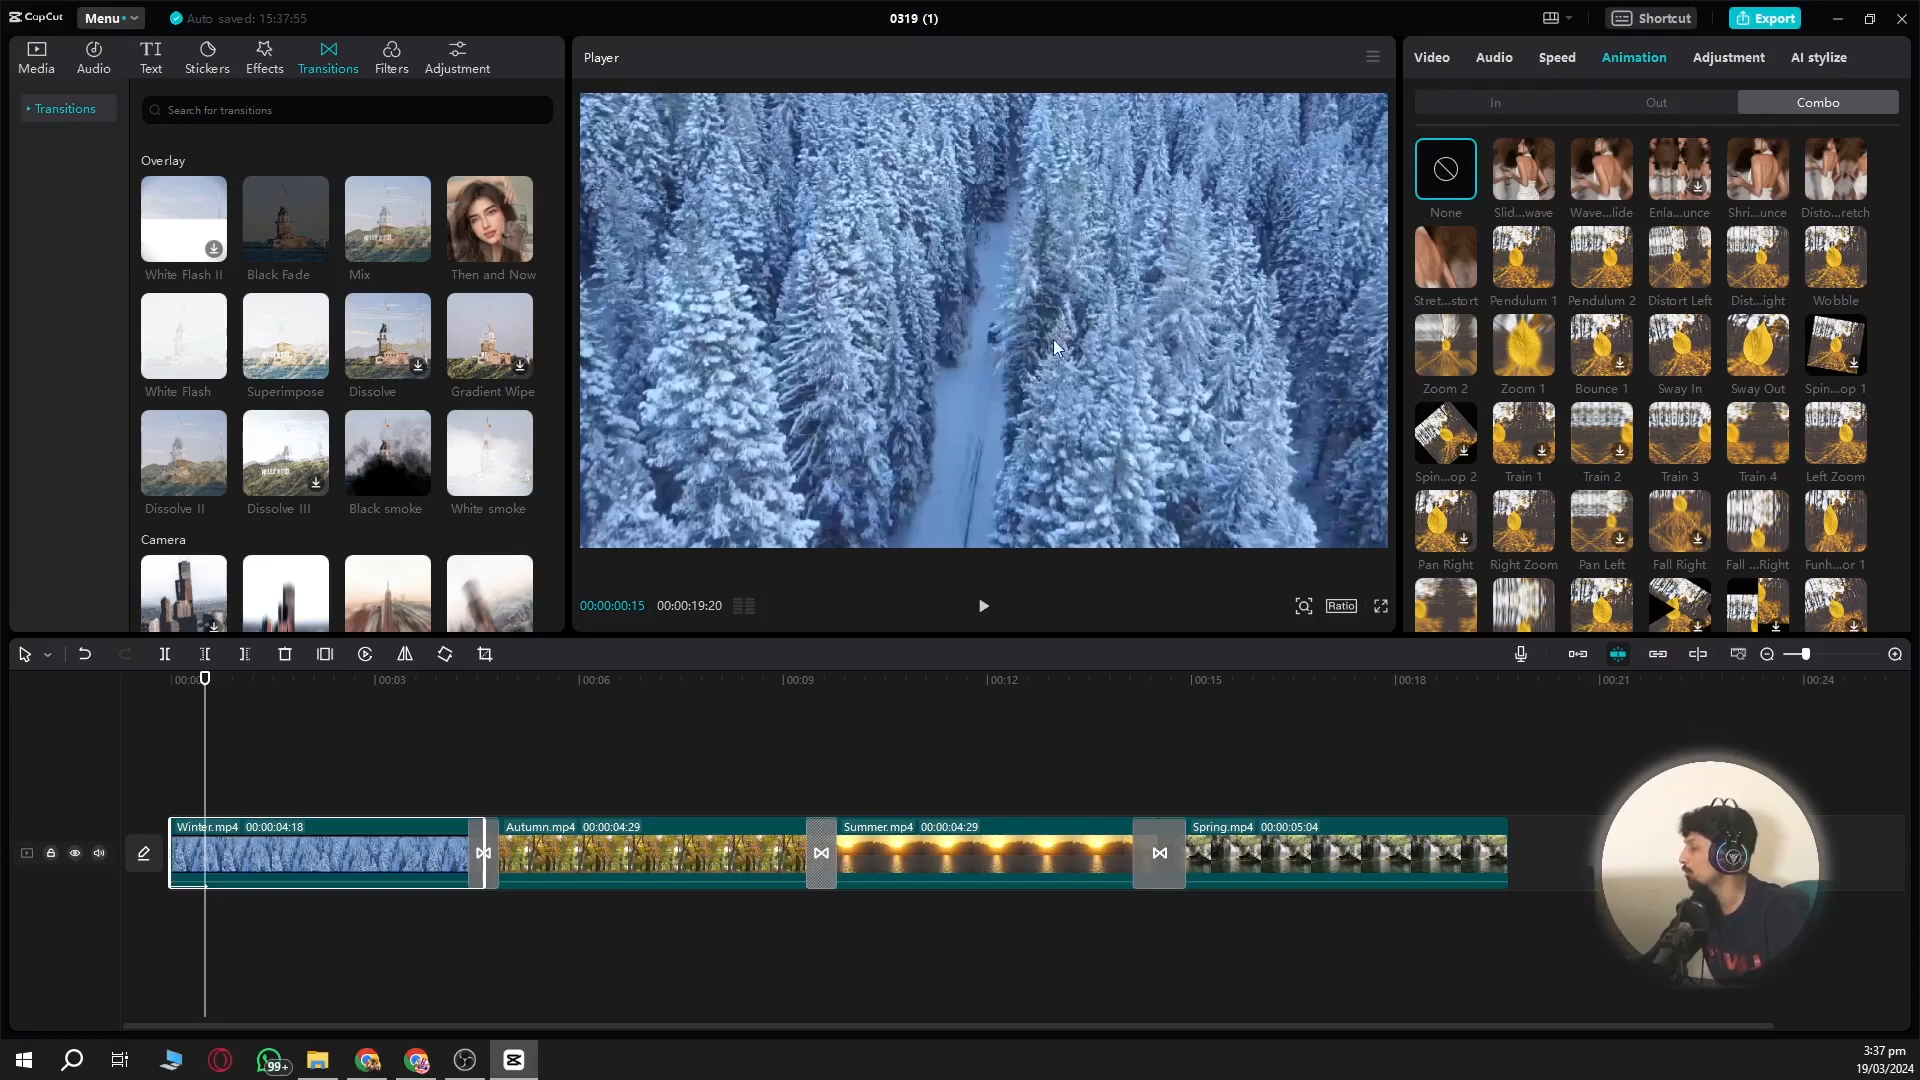 CapCut
Menu
Auto saved: 15:37:55
0319 (1)
Shortcut
Export
Media
Audio
Text
Stickers
Effects
Transitions
Filters
Adjustment
Transitions
Search for transitions
Overlay
White Flash II
Black Fade
Mix
Then and Now
White Flash
Superimpose
Dissolve
Gradient Wipe
Dissolve II
Dissolve III
Black smoke
White smoke
Camera
Player
00:00:00:15
00:00:19:20
Ratio
Video
Audio
Speed
Animation
Adjustment
AI stylize
In
Out
Combo
None
Slid...wave
Wave...lide
Enla...unce
Shri...unce
Disto...retch
Stret...stort
Pendulum 1
Pendulum 2
Distort Left
Dist...ight
Wobble
Zoom 2
Zoom 1
Bounce 1
Sway In
Sway Out
Spin...op 1
Spin...op 2
Train 1
Train 2
Train 3
Train 4
Left Zoom
Pan Right
Right Zoom
Pan Left
Fall Right
Fall ...Right
Funh...or 1
00:00
00:03
00:06
00:09
00:12
00:15
00:18
00:21
00:24
Winter.mp4 00:00:04:18
Autumn.mp4 00:00:04:29
Summer.mp4 00:00:04:29
Spring.mp4 00:00:05:04
99+
3:37 pm
19/03/2024